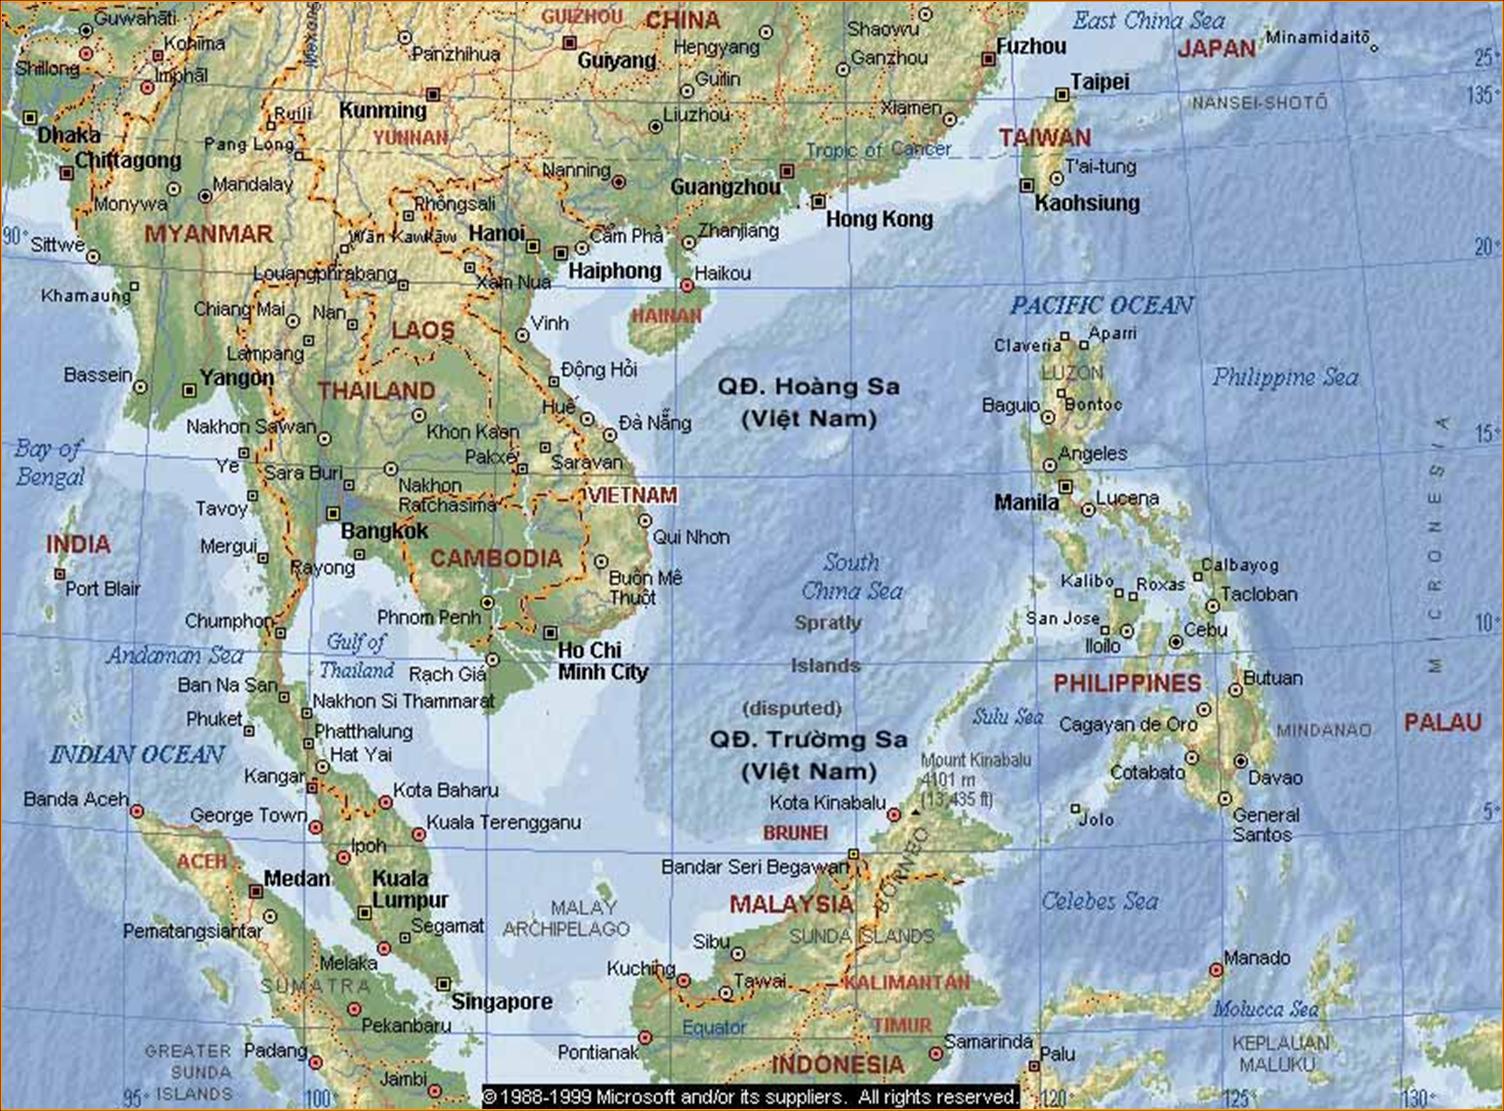 Guwahāti
GUIZHOU
CHINA
Shaowu
East China Sea
Minamidaitō
JAPAN
Kohīma
Panzhihua
Hengyang
Fuzhou
25°
Shillong
Imphāl
Guiyang
Ganzhou
Guilin
Taipei
135°
NANSEI-SHOTŌ
Mekong
Kunming
Ruili
Liuzhou
Xiamen
Dhaka
YUNNAN
TAIWAN
Pang Long
Tropic of Cancer
Chittagong
Nanning
T'ai-tung
Mandalay
Guangzhou
Monywa
Rhôngsali
Kaohsiung
Hong Kong
MYANMAR
Hanoi
Cẩm Phả
Zhanjiang
90°
Sittwe
Wān Kawkāw
20°
Haiphong
Louangphrabang
Xam Nua
Haikou
Khamaung
Chiang Mai
Nan
HAINAN
PACIFIC OCEAN
LAOS
Vinh
Claveria
Aparri
Lampang
Bassein
Yangon
Động Hỏi
LUZON
Philippine Sea
THAILAND
QĐ. Hoàng Sa
(Việt Nam)
Huế
Baguio
Bontoc
Nakhon Sawan
Khon Kaen
Đà Nẵng
15°
Bay of
Bengal
Ye
Pakxé
Saravan
Angeles
Sara Buri
Nakhon
Ratchasima
VIETNAM
Manila
Lucena
Tavoy
Bangkok
Qui Nhơn
INDIA
Mergui
CAMBODIA
MICRONESIA
Port Blair
Rayong
Buôn Mê
Thuột
South
China Sea
Kalibo
Roxas
Calbayog
Tacloban
Chumphon
Phnom Penh
Spratly
Islands
(disputed)
San Jose
Iloilo
Cebu
10°
Andaman Sea
Gulf of
Thailand
Ho Chi
Minh City
Rạch Giá
Ban Na San
Nakhon Si Thammarat
PHILIPPINES
Butuan
Phuket
Phatthalung
Sulu Sea
Cagayan de Oro
MINDANAO
PALAU
INDIAN OCEAN
Hat Yai
QĐ. Trường Sa
(Việt Nam)
Mount Kinabalu
4101 m
(13,435 ft)
Kangar
Cotabato
Davao
Banda Aceh
Kota Baharu
Kota Kinabalu
George Town
Kuala Terengganu
BRUNEI
Jolo
General
Santos
5°
Ipoh
ACEH
Bandar Seri Begawan
BORNEO
Medan
Kuala
Lumpur
MALAYSIA
Celebes Sea
MALAY
ARCHIPELAGO
Pematangsiantar
Segamat
Sibu
SUNDA ISLANDS
Melaka
Kuching
Tawai
KALIMANTAN
Manado
SUMATRA
Singapore
Equator
TIMUR
Molucca Sea
Pekanbaru
Pontianak
Samarinda
KEPLAUAN
MALUKU
GREATER
SUNDA
ISLANDS
Padang
INDONESIA
Palu
Jambi
95°
100°
© 1988-1999 Microsoft and/or its suppliers. All rights reserved.
120°
125°
130°